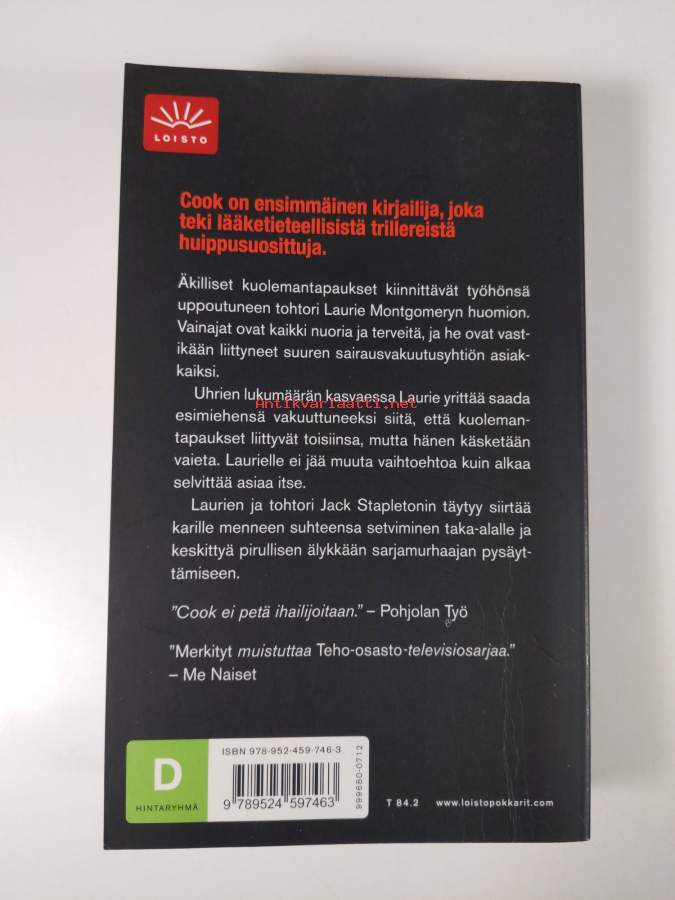 LOISTO
Cook on ensimmäinen kirjailija, joka
teki lääketieteellisistä trillereistä
huippusuosittuja.
Äkilliset kuolemantapaukset kiinnittävät työhönsä
uppoutuneen tohtori Laurie Montgomeryn huomion.
Vainajat ovat kaikki nuoria ja terveitä, ja he ovat vast-
ikään liittyneet suuren sairausvakuutusyhtiön asiak-
kaiksi.
Uhrien lukumäärän kasvaessa Laurie yrittää saada
Antikvariaatti.net
esimiehensä vakuuttuneeksi siitä, että kuoleman-
tapaukset liittyvät toisiinsa, mutta hänen käsketään
vaieta. Laurielle ei jää muuta vaihtoehtoa kuin alkaa
selvittää asiaa itse.
Laurien ja tohtori Jack Stapletonin täytyy siirtää
karille menneen suhteensa setviminen taka-alalle ja
keskittyä pirullisen älykkään sarjamurhaajan pysäyt-
tämiseen.
"Cook ei petä ihailijoitaan." – Pohjolan Työ
"Merkityt muistuttaa Teho-osasto-televisiosarjaa."
– Me Naiset
D
HINTARYHMÄ
ISBN 978-952-459-746-3
9 789524 597463
999680-0712
T 84.2
www.loistopokkarit.com